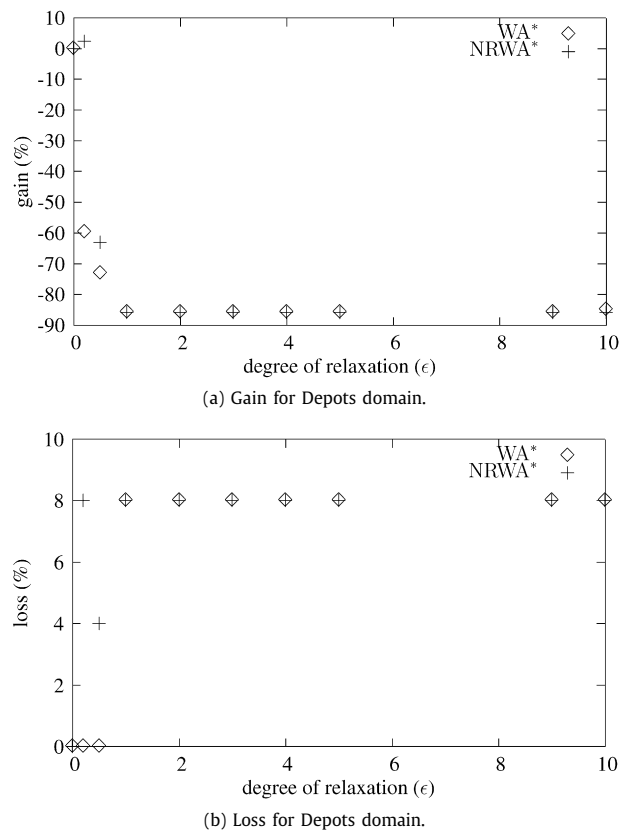 10
0
-10
-20
-30
-40
-50
-60
-70
-80
-90
gain (%)
WA*
NRWA*
0 2 4 6 8 10
degree of relaxation (ϵ)
(a) Gain for Depots domain.
10
8
6
4
2
0
loss (%)
WA*
NRWA*
0 2 4 6 8 10
degree of relaxation (ϵ)
(b) Loss for Depots domain.